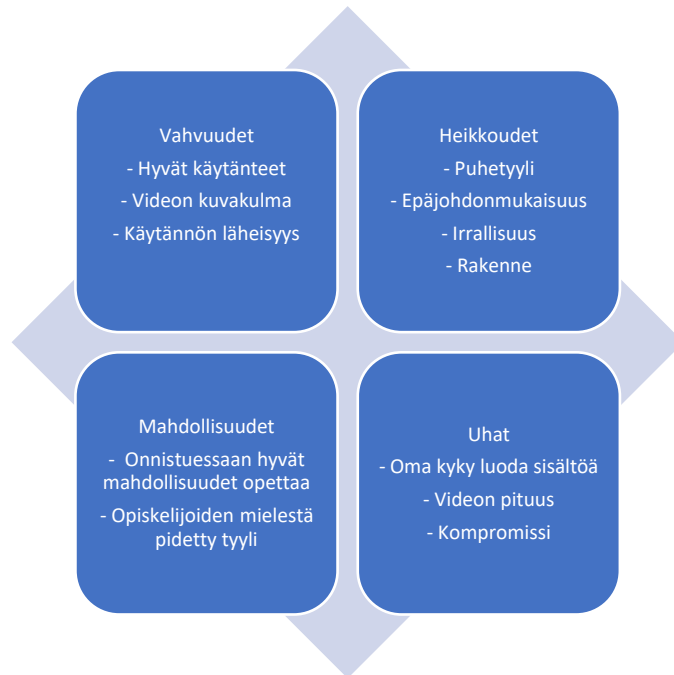 Vahvuudet
- Hyvät käytänteet
- Videon kuvakulma
- Käytännön läheisyys
Heikkoudet
- Puhetyyli
- Epäjohdonmukaisuus
- Irrallisuus
- Rakenne
Mahdollisuudet
- Onnistuessaan hyvät
mahdollisuudet opettaa
- Opiskelijoiden mielestä
pidetty tyyli
Uhat
- Oma kyky luoda sisältöä
- Videon pituus
- Kompromissi